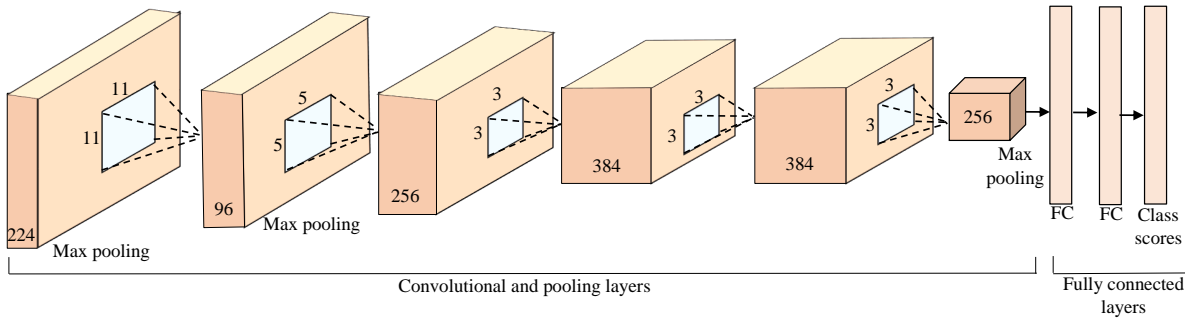 11
11
224
Max pooling
5
5
96
Max pooling
3
3
256
3
3
384
3
3
384
256
Max
pooling
FC
FC
Class
scores
Convolutional and pooling layers
Fully connected
layers